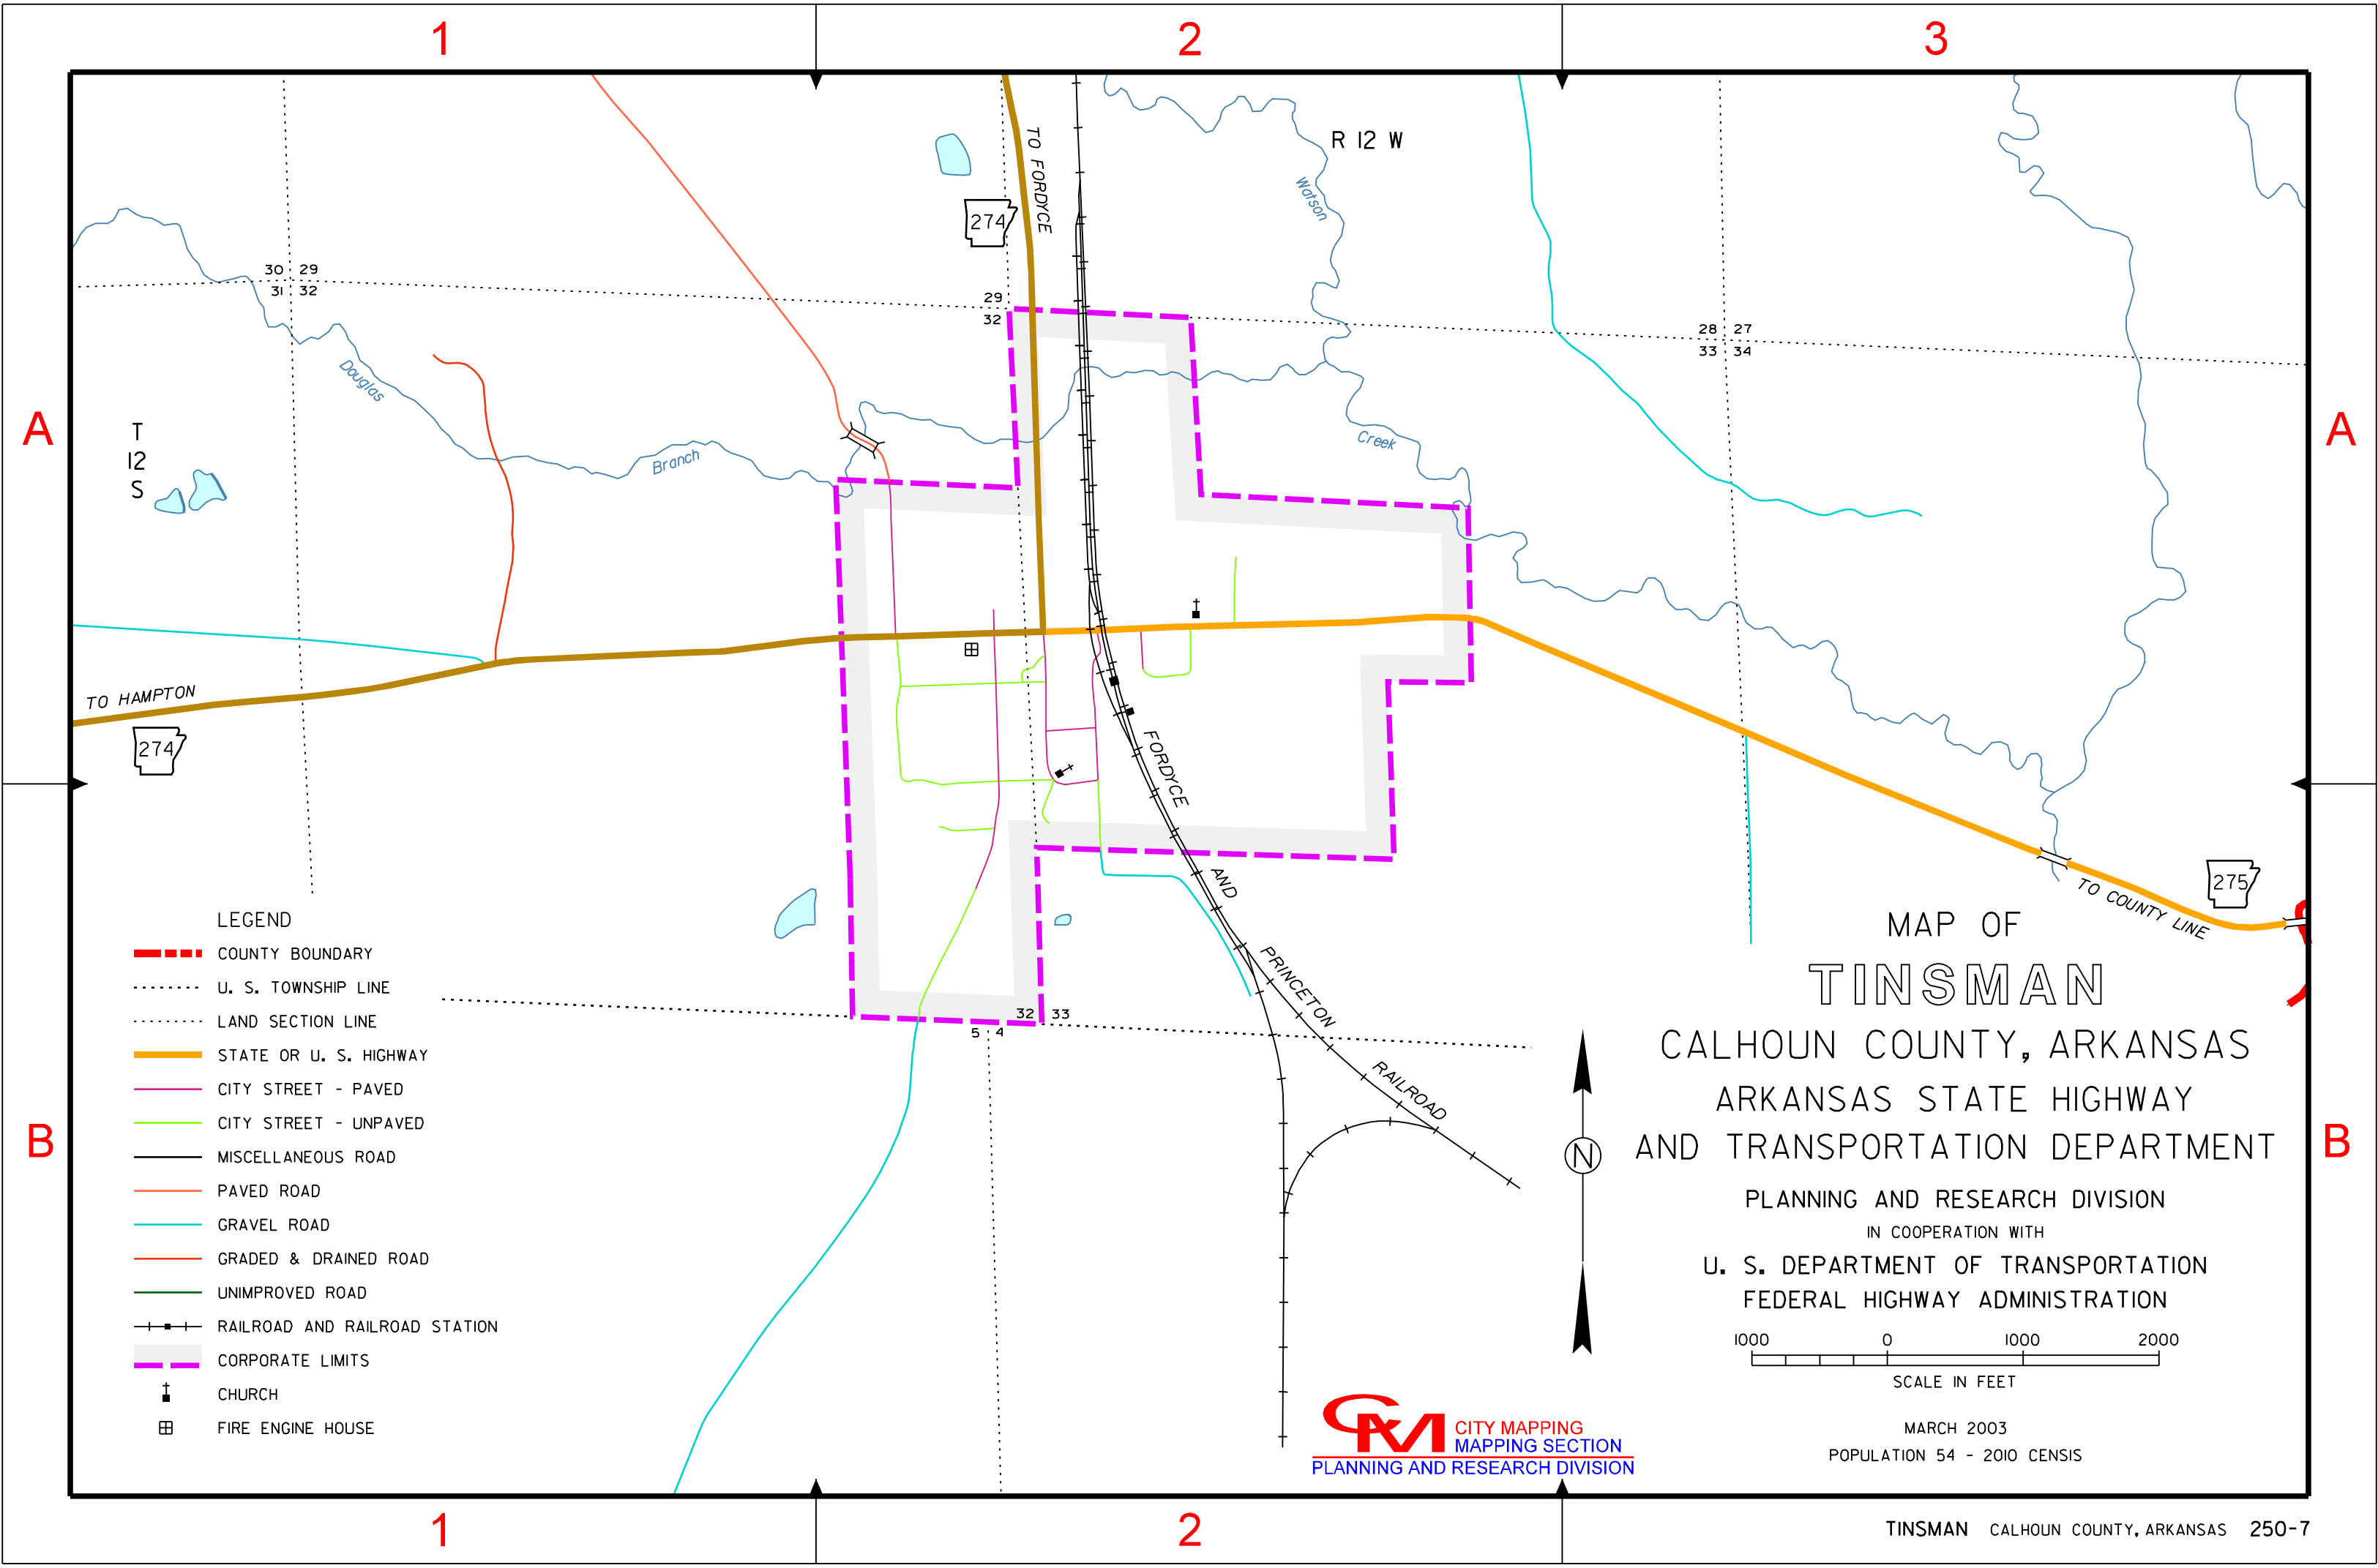 1
2
3
R 12 W
TO FORDYCE
Watson
274
30 29
31 32
29
32
28 27
33 34
Douglas
A
A
T
12
S
Branch
Creek
TO HAMPTON
274
FORDYCE
AND
PRINCETON
RAILROAD
275
TO COUNTY LINE
32 33
5 4
LEGEND
COUNTY BOUNDARY
U. S. TOWNSHIP LINE
LAND SECTION LINE
STATE OR U. S. HIGHWAY
CITY STREET - PAVED
CITY STREET - UNPAVED
MISCELLANEOUS ROAD
PAVED ROAD
GRAVEL ROAD
GRADED & DRAINED ROAD
UNIMPROVED ROAD
RAILROAD AND RAILROAD STATION
CORPORATE LIMITS
CHURCH
FIRE ENGINE HOUSE
B
B
N
MAP OF
TINSMAN
CALHOUN COUNTY, ARKANSAS
ARKANSAS STATE HIGHWAY
AND TRANSPORTATION DEPARTMENT
PLANNING AND RESEARCH DIVISION
IN COOPERATION WITH
U. S. DEPARTMENT OF TRANSPORTATION
FEDERAL HIGHWAY ADMINISTRATION
1000 0 1000 2000
SCALE IN FEET
MARCH 2003
POPULATION 54 - 2010 CENSIS
CM
CITY MAPPING
MAPPING SECTION
PLANNING AND RESEARCH DIVISION
1
2
TINSMAN CALHOUN COUNTY, ARKANSAS 250-7